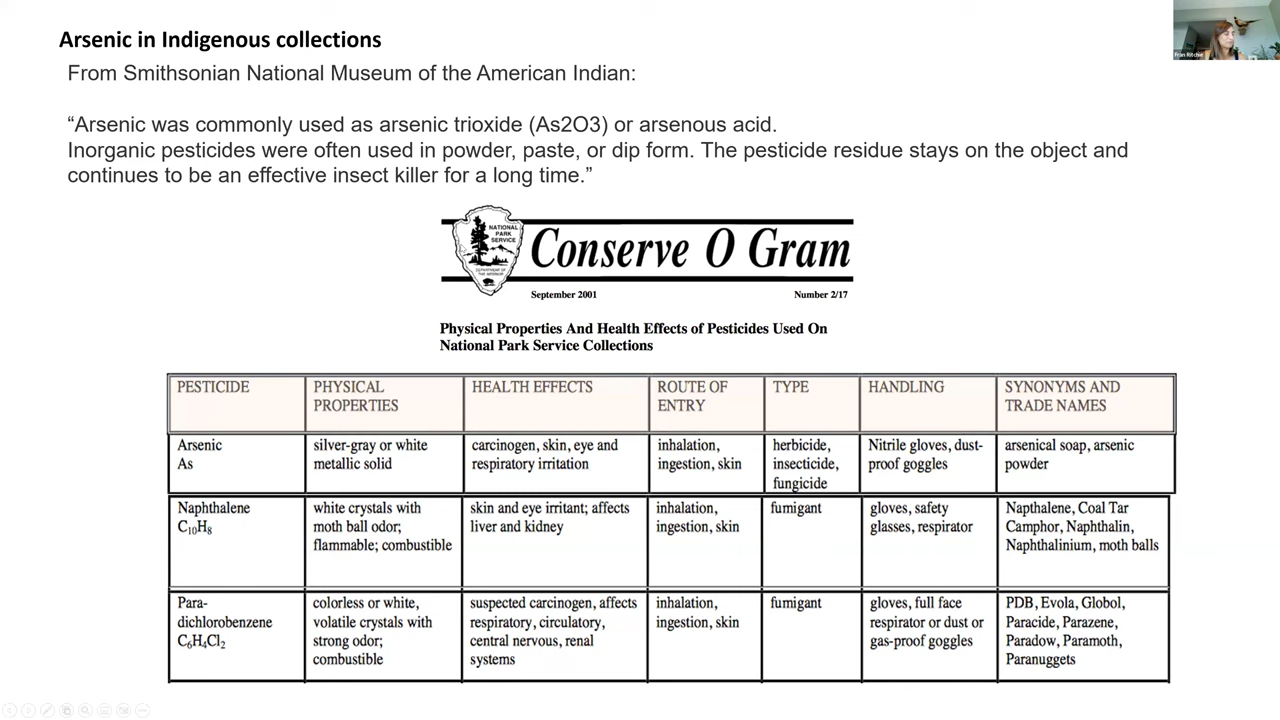 Arsenic in Indigenous collections
Fran Ritchie
From Smithsonian National Museum of the American Indian:
“Arsenic was commonly used as arsenic trioxide (As2O3) or arsenous acid.
Inorganic pesticides were often used in powder, paste, or dip form. The pesticide residue stays on the object and
continues to be an effective insect killer for a long time.”
NATIONAL
PARK
SERVICE
DEPARTMENT OF
THE INTERIOR
Conserve O Gram
September 2001 Number 2/17
Physical Properties And Health Effects of Pesticides Used On
National Park Service Collections
PESTICIDE PHYSICAL HEALTH EFFECTS ROUTE OF TYPE HANDLING SYNONYMS AND
PROPERTIES ENTRY TRADE NAMES
Arsenic silver-gray or white carcinogen, skin, eye and inhalation, herbicide, Nitrile gloves, dust- arsenical soap, arsenic
As metallic solid respiratory irritation ingestion, skin insecticide, proof goggles powder
fungicide
Naphthalene white crystals with skin and eye irritant; affects inhalation, fumigant gloves, safety Napthalene, Coal Tar
C10H8 moth ball odor; liver and kidney ingestion, skin glasses, respirator Camphor, Naphthalin,
flammable; combustible Naphthalinium, moth balls
Para- colorless or white, suspected carcinogen, affects inhalation, fumigant gloves, full face PDB, Evola, Globol,
dichlorobenzene volatile crystals with respiratory, circulatory, ingestion, skin respirator or dust or Paracide, Parazene,
C6H4Cl2 strong odor; central nervous, renal gas-proof goggles Paradow, Paramoth,
combustible systems Paranuggets